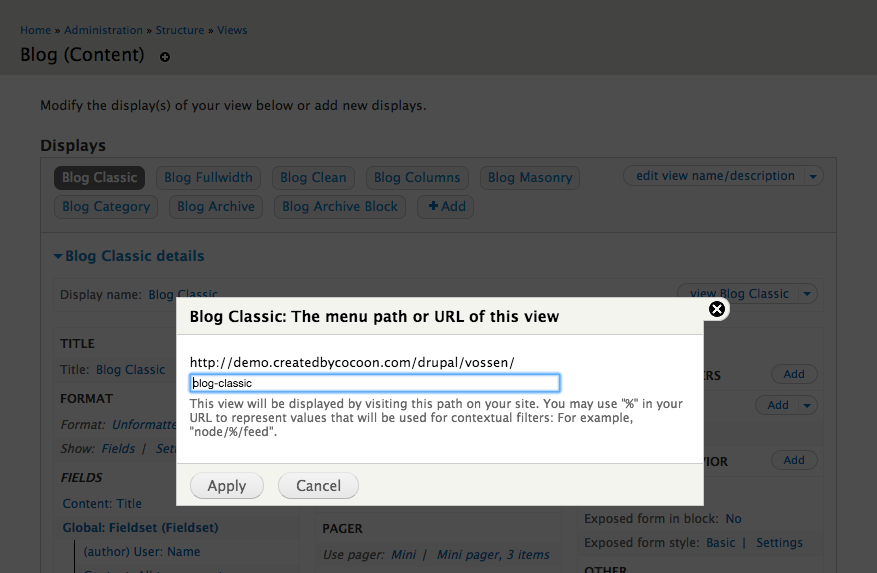 Home » Administration » Structure » Views
Blog (Content)
Modify the display(s) of your view below or add new displays.
Displays
Blog Classic Blog Fullwidth Blog Clean Blog Columns Blog Masonry edit view name/description
Blog Category Blog Archive Blog Archive Block +Add
Blog Classic details
Display name: Blog Classic view Blog Classic
Blog Classic: The menu path or URL of this view
http://demo.createdbycocoon.com/drupal/vossen/
blog-classic
This view will be displayed by visiting this path on your site. You may use "%" in your
URL to represent values that will be used for contextual filters: For example,
"node/%/feed".
Apply Cancel
TITLE
Title: Blog Classic
FORMAT
Format: Unformatte
Show: Fields | Sett
FIELDS
Content: Title
Global: Fieldset (Fieldset)
(author) User: Name
PAGER
Use pager: Mini | Mini pager, 3 items
RS Add
Add
IOR Add
Exposed form in block: No
Exposed form style: Basic | Settings
OTHER